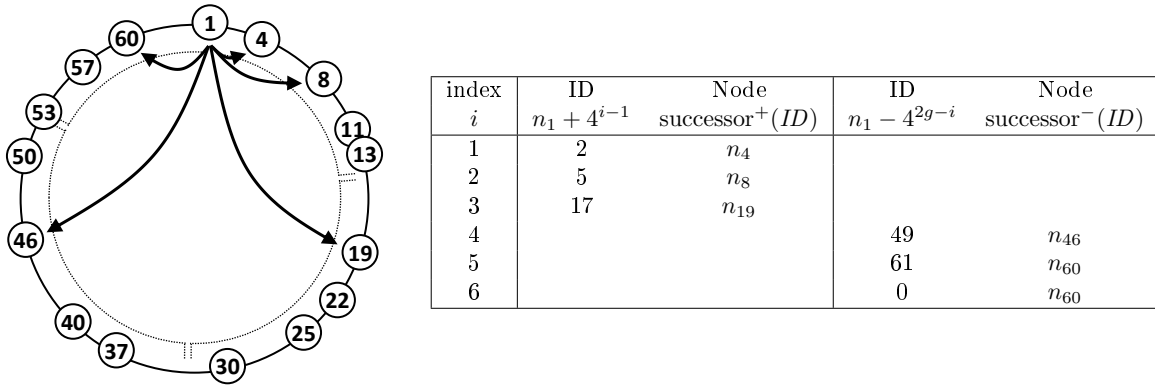 1
60
4
57
8
53
11
13
50
46
19
22
40
25
37
30
index ID Node ID Node
i n₁ + 4^{i−1} successor⁺(ID) n₁ − 4^{2g−i} successor⁻(ID)
1 2 n₄
2 5 n₈
3 17 n₁₉
4 49 n₄₆
5 61 n₆₀
6 0 n₆₀